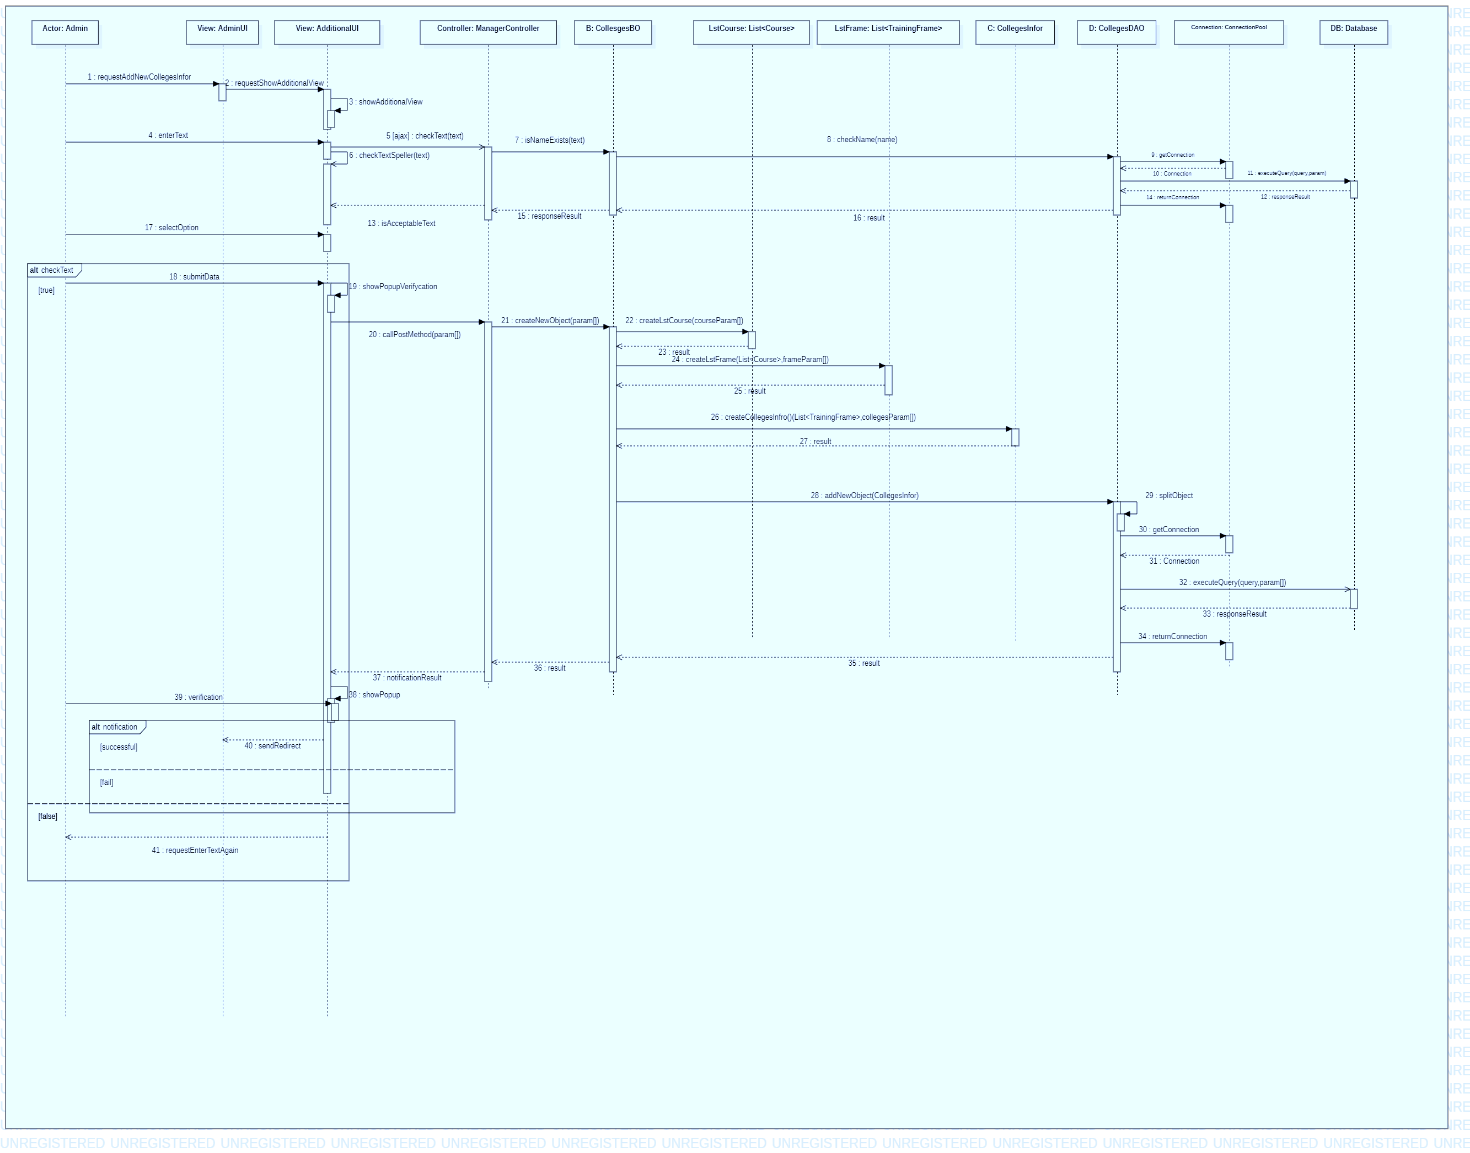 Actor: Admin
View: AdminUI
View: AdditionalUI
Controller: ManagerController
B: CollesgesBO
LstCourse: List<Course>
LstFrame: List<TrainingFrame>
C: CollegesInfor
D: CollegesDAO
Connection: ConnectionPool
DB: Database
1 : requestAddNewCollegesInfor
2 : requestShowAdditionalView
3 : showAdditionalView
4 : enterText
5 [ajax] : checkText(text)
6 : checkTextSpeller(text)
7 : isNameExists(text)
8 : checkName(name)
9 : getConnection
10 : Connection
11 : executeQuery(query,param)
12 : responseResult
14 : returnConnection
13 : isAcceptableText
15 : responseResult
16 : result
17 : selectOption
alt checkText
[true]
18 : submitData
19 : showPopupVerifycation
20 : callPostMethod(param[])
21 : createNewObject(param[])
22 : createLstCourse(courseParam[])
23 : result
24 : createLstFrame(List<Course>,frameParam[])
25 : result
26 : createCollegesInfro()(List<TrainingFrame>,collegesParam[])
27 : result
28 : addNewObject(CollegesInfor)
29 : splitObject
30 : getConnection
31 : Connection
32 : executeQuery(query,param[])
33 : responseResult
34 : returnConnection
35 : result
36 : result
37 : notificationResult
38 : showPopup
39 : verification
alt notification
[successful]
40 : sendRedirect
[fail]
[false]
41 : requestEnterTextAgain
UNREGISTERED UNREGISTERED UNREGISTERED UNREGISTERED UNREGISTERED UNREGISTERED UNREGISTERED UNREGISTERED UNREGISTERED UNREGISTERED UNREGISTERED UNREGISTERED UNREGISTERED UNRE